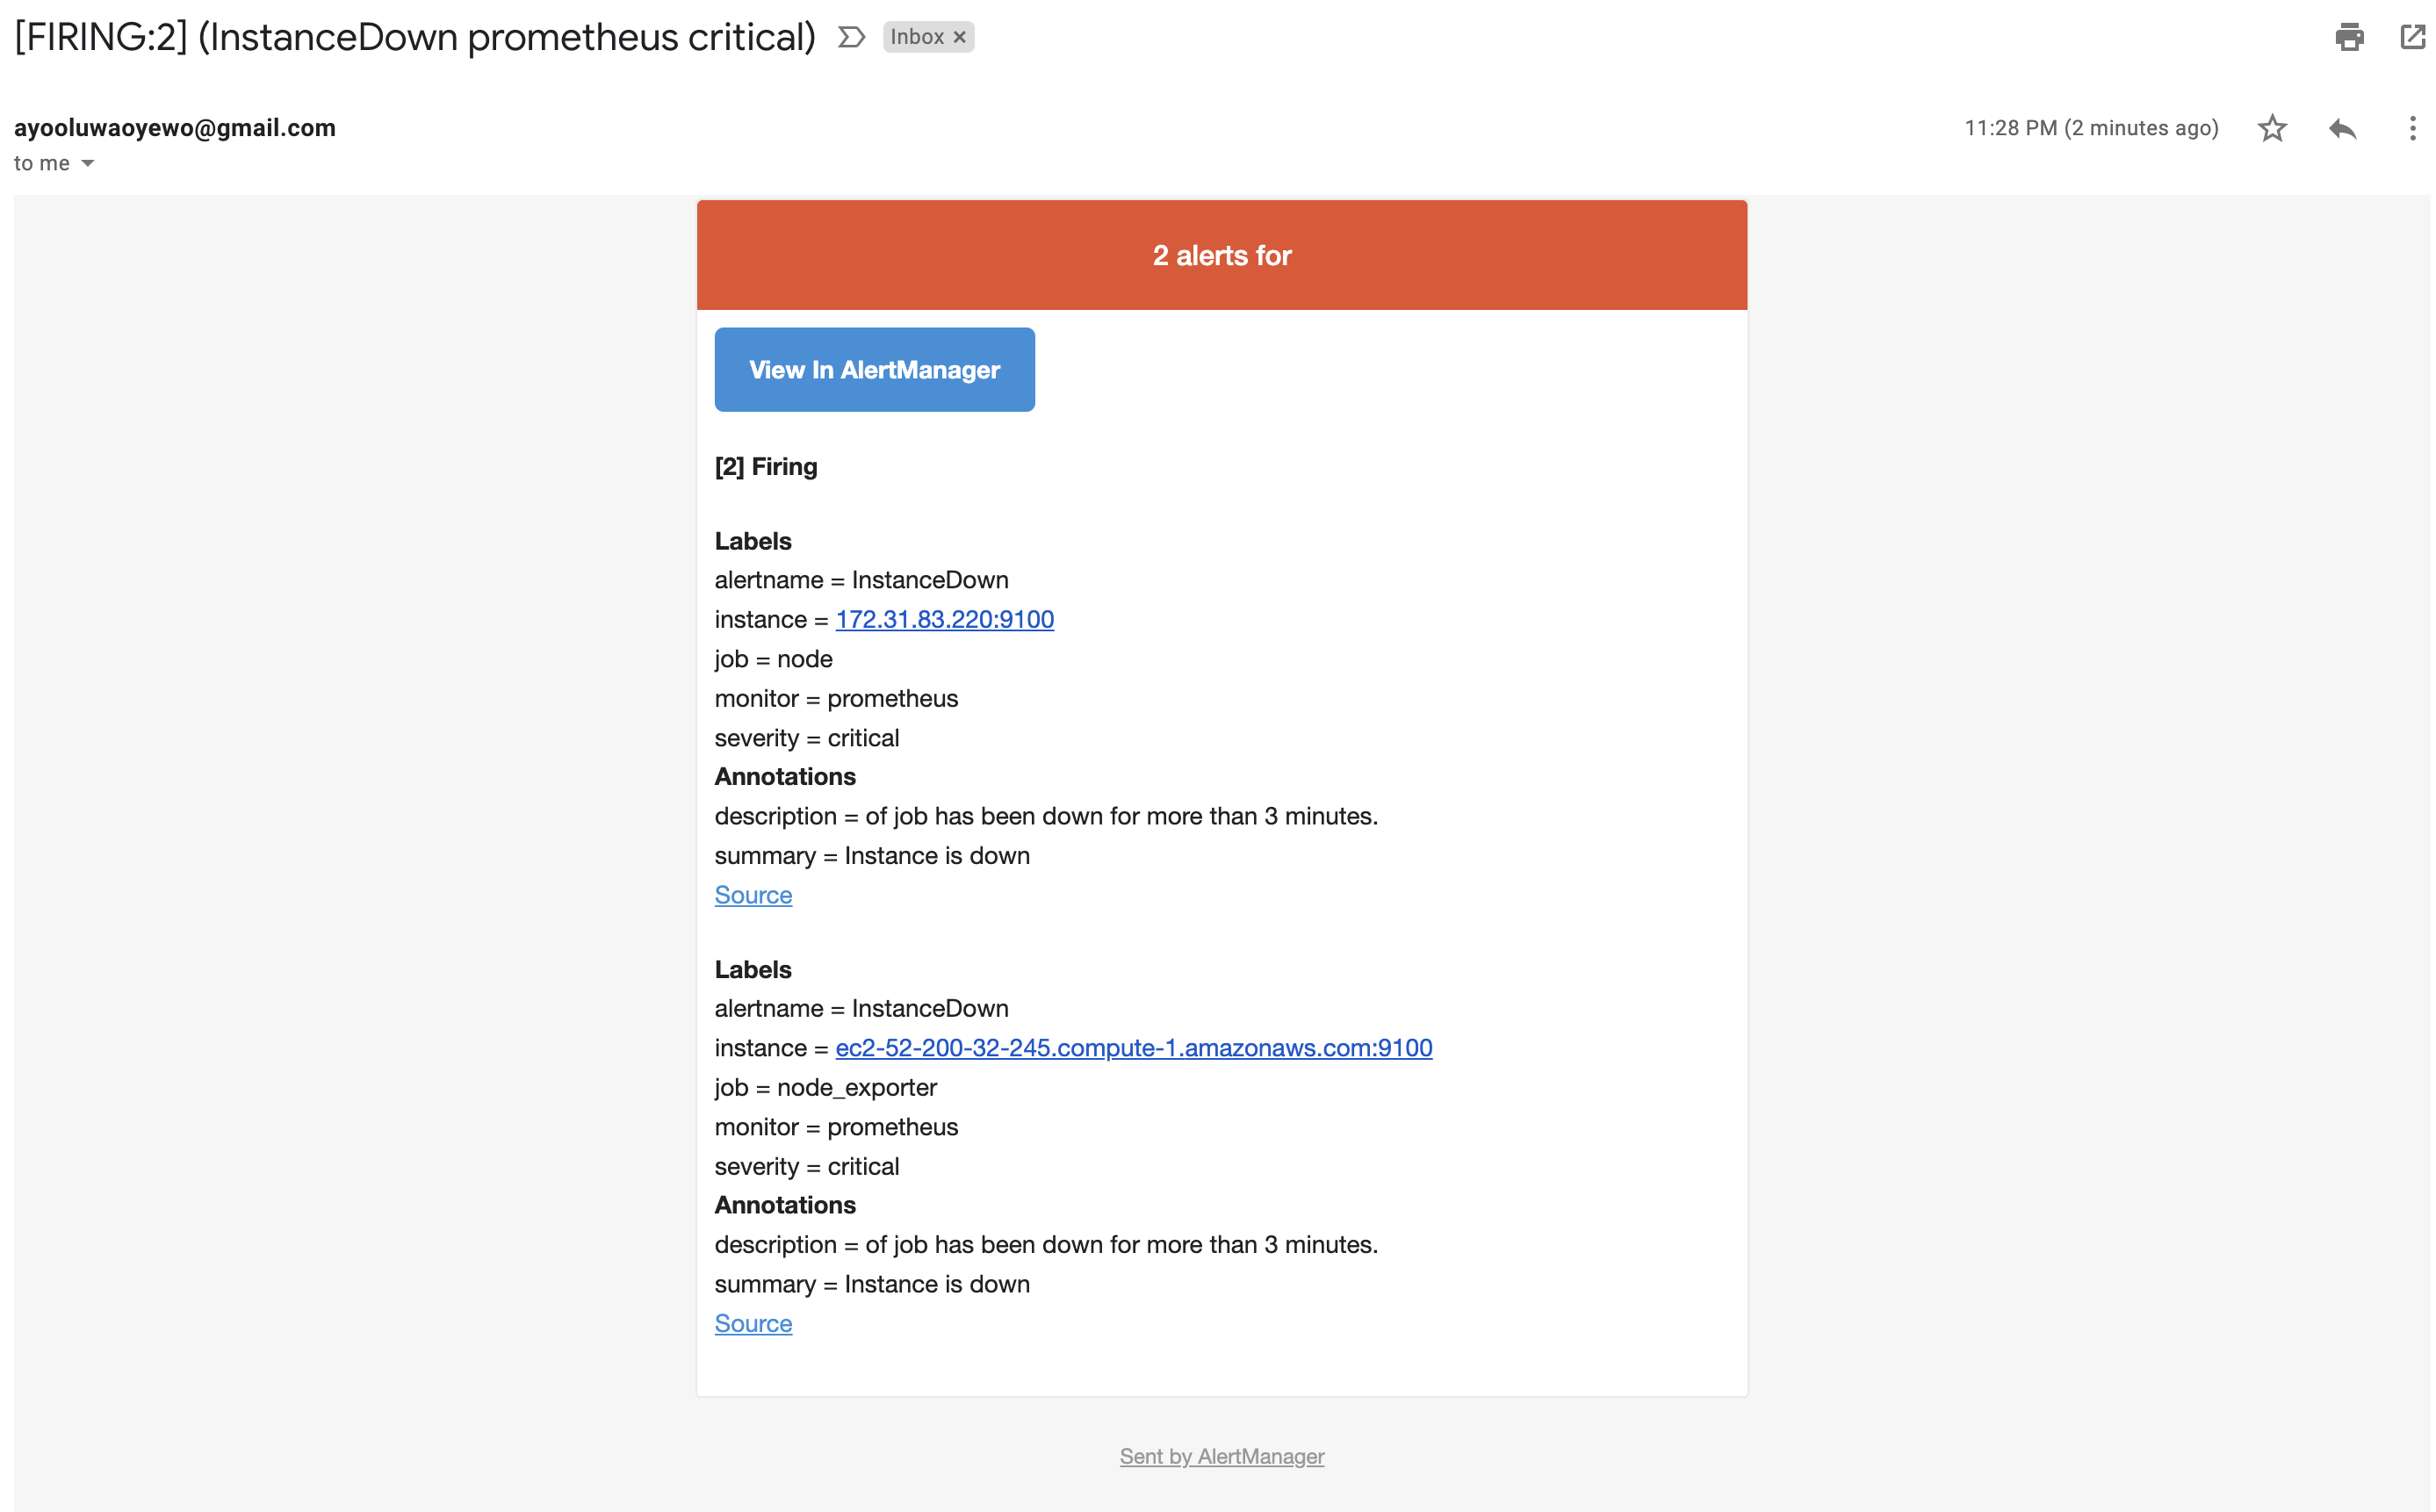 [FIRING:2] (InstanceDown prometheus critical) Inbox ×
ayooluwaoyewo@gmail.com 11:28 PM (2 minutes ago)
to me
2 alerts for
View In AlertManager
[2] Firing
Labels
alertname = InstanceDown
instance = 172.31.83.220:9100
job = node
monitor = prometheus
severity = critical
Annotations
description = of job has been down for more than 3 minutes.
summary = Instance is down
Source
Labels
alertname = InstanceDown
instance = ec2-52-200-32-245.compute-1.amazonaws.com:9100
job = node_exporter
monitor = prometheus
severity = critical
Annotations
description = of job has been down for more than 3 minutes.
summary = Instance is down
Source
Sent by AlertManager